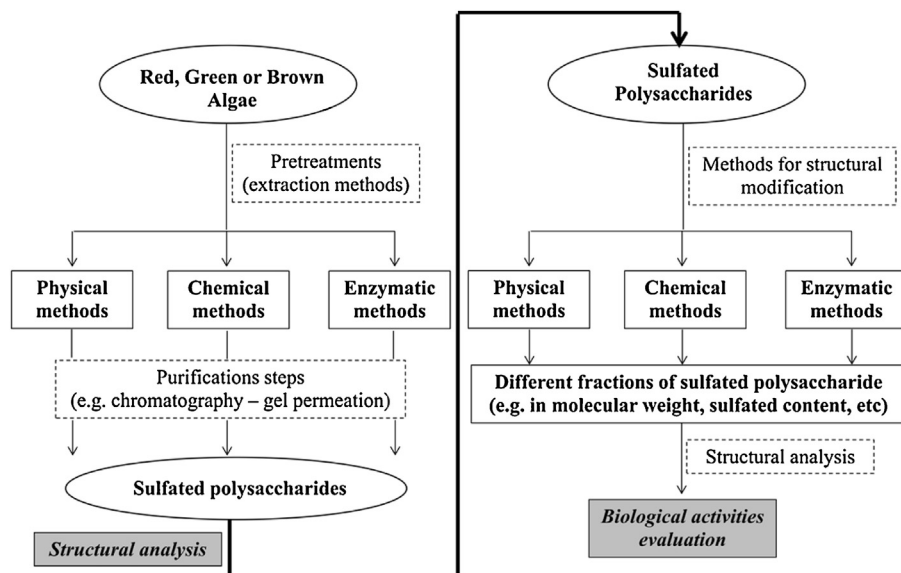 Red, Green or Brown
Algae
Pretreatments
(extraction methods)
Physical
methods
Chemical
methods
Enzymatic
methods
Purifications steps
(e.g. chromatography – gel permeation)
Sulfated polysaccharides
Structural analysis
Sulfated
Polysaccharides
Methods for structural
modification
Physical
methods
Chemical
methods
Enzymatic
methods
Different fractions of sulfated polysaccharide
(e.g. in molecular weight, sulfated content, etc)
Structural analysis
Biological activities
evaluation